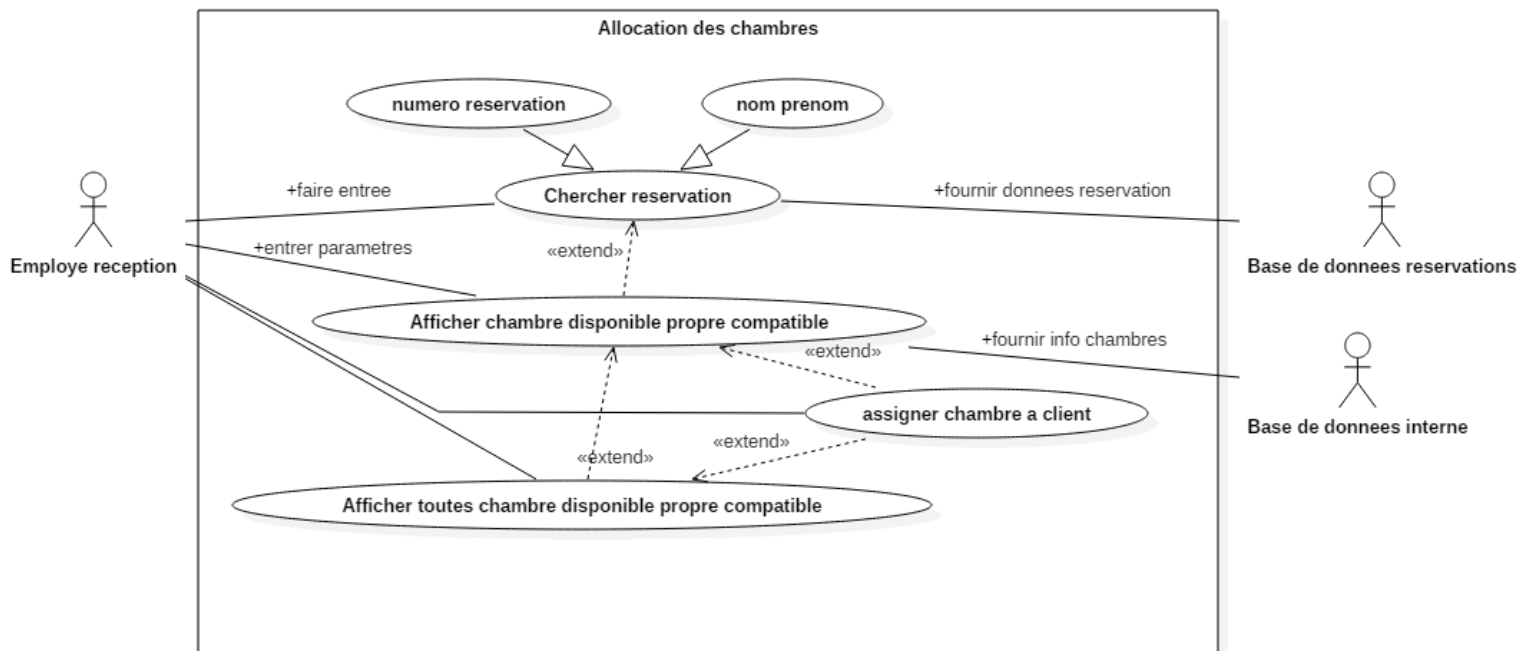 Allocation des chambres
numero reservation
nom prenom
+faire entree
Chercher reservation
+fournir donnees reservation
+entrer parametres
«extend»
Employe reception
Base de donnees reservations
Afficher chambre disponible propre compatible
«extend»
+fournir info chambres
assigner chambre a client
Base de donnees interne
«extend»
«extend»
Afficher toutes chambre disponible propre compatible